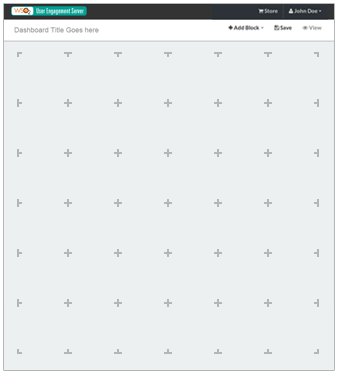 WSO2 User Engagement Server
Store
John Doe
Dashboard Title Goes here
Add Block
Save
View